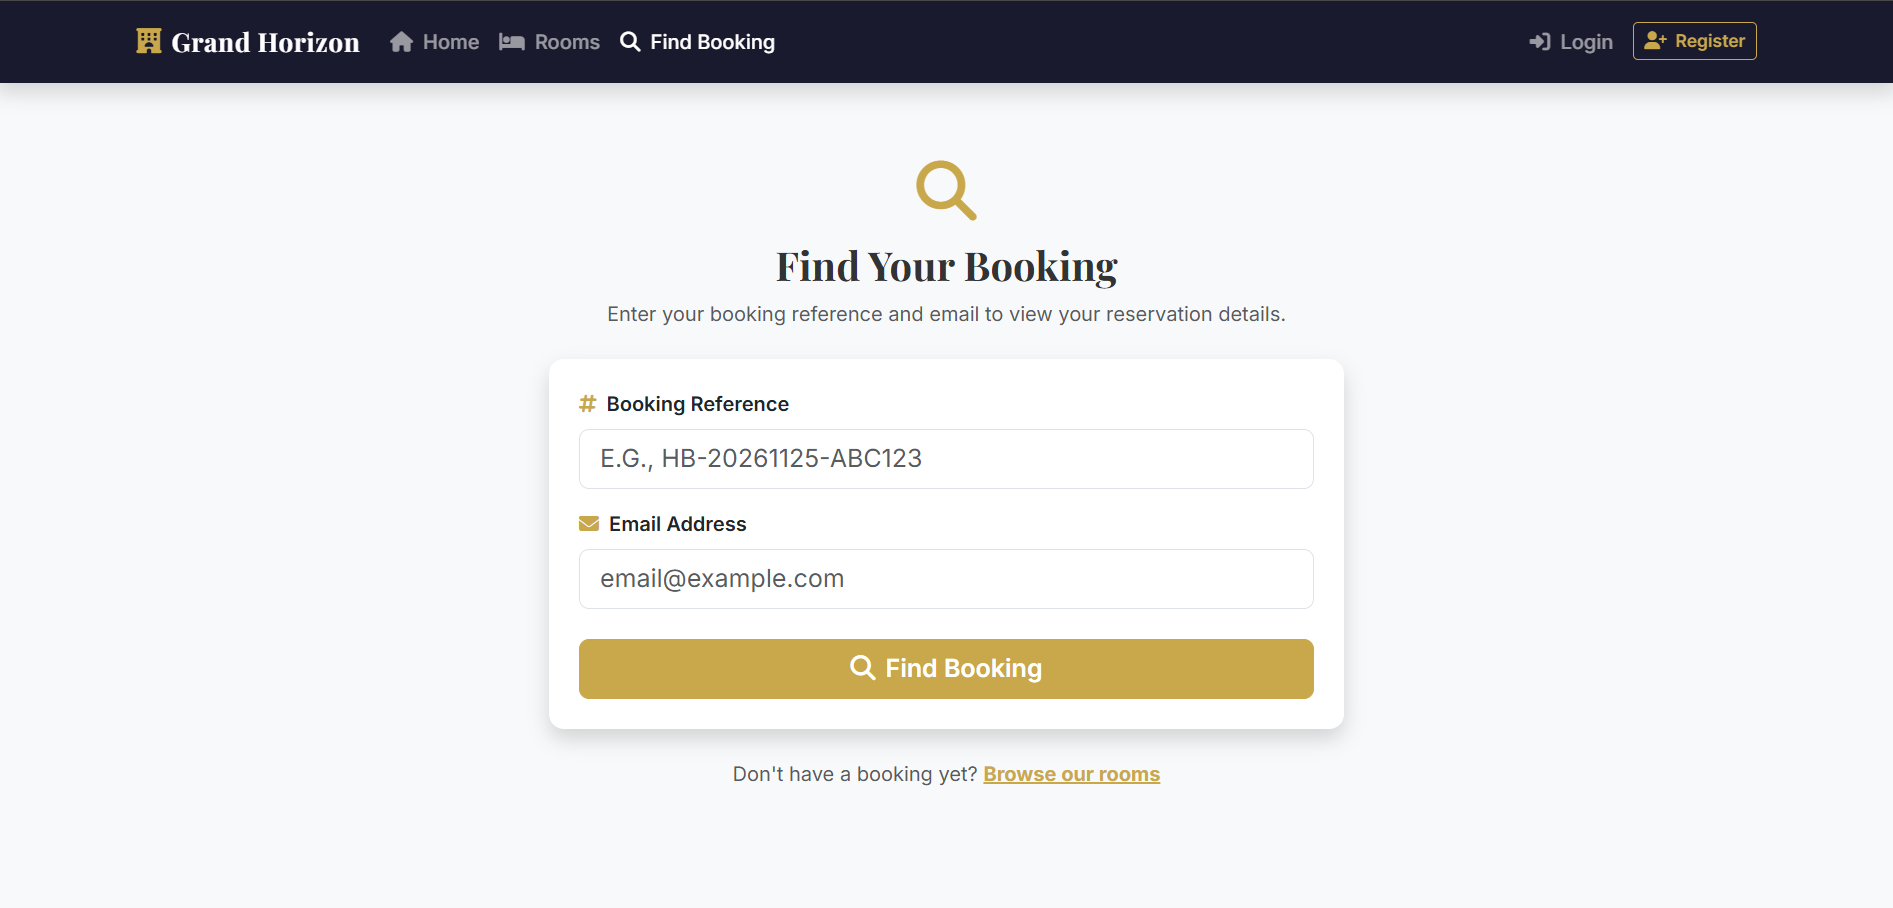 Grand Horizon Home Rooms Find Booking Login Register
Find Your Booking
Enter your booking reference and email to view your reservation details.
# Booking Reference
E.G., HB-20261125-ABC123
Email Address
email@example.com
Find Booking
Don't have a booking yet? Browse our rooms